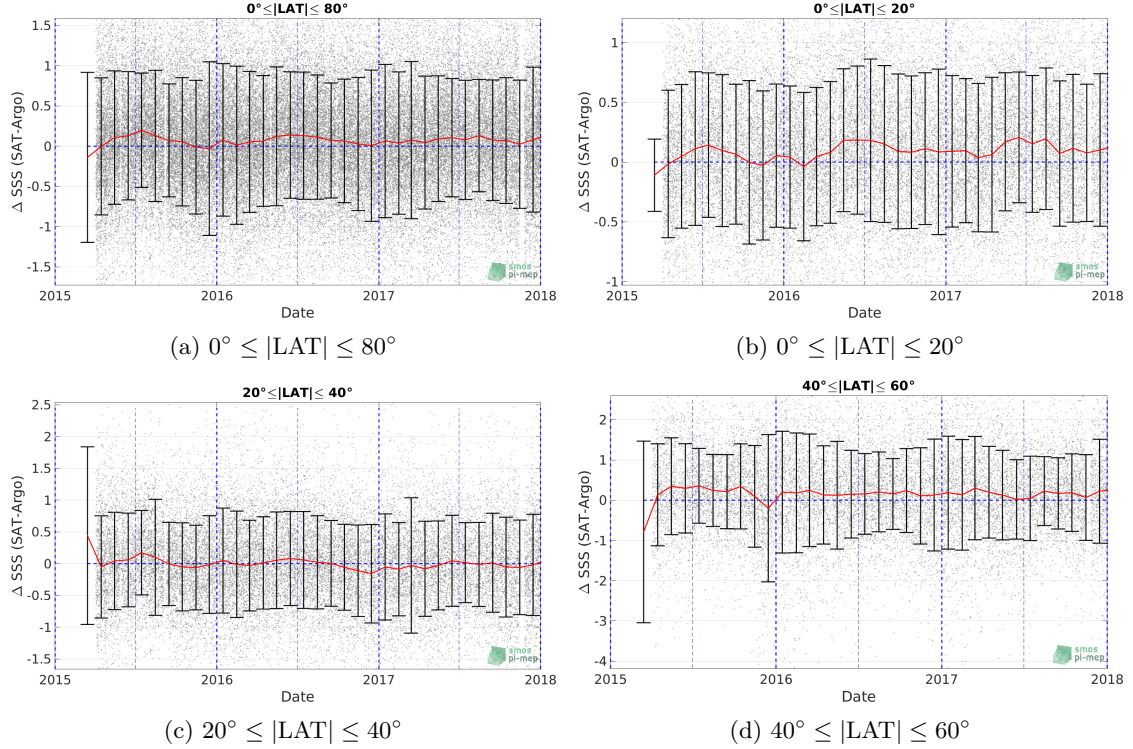 0°≤|LAT|≤ 80°
Δ SSS (SAT-Argo)
1.5
1
0.5
0
-0.5
-1
-1.5
2015
2016
2017
2018
Date
smos
pi-mep
(a) 0° ≤ |LAT| ≤ 80°
0°≤|LAT|≤ 20°
Δ SSS (SAT-Argo)
1
0.5
0
-0.5
-1
2015
2016
2017
2018
Date
smos
pi-mep
(b) 0° ≤ |LAT| ≤ 20°
20°≤|LAT|≤ 40°
Δ SSS (SAT-Argo)
2.5
2
1.5
1
0.5
0
-0.5
-1
-1.5
2015
2016
2017
2018
Date
smos
pi-mep
(c) 20° ≤ |LAT| ≤ 40°
40°≤|LAT|≤ 60°
Δ SSS (SAT-Argo)
2
1
0
-1
-2
-3
-4
2015
2016
2017
2018
Date
smos
pi-mep
(d) 40° ≤ |LAT| ≤ 60°